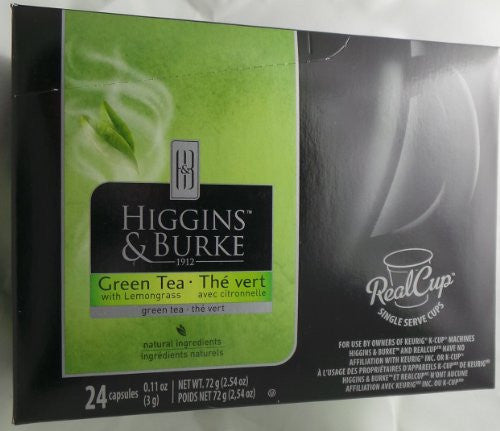 H&B
HIGGINS™
& BURKE
1912
Green Tea · Thé vert
with Lemongrass avec citronnelle
green tea · thé vert
natural ingredients
ingrédients naturels
24 capsules 0.11 oz (3 g) NET WT. 72 g (2.54 oz)
POIDS NET 72 g (2,54 oz)
RealCup™
SINGLE SERVE CUPS
FOR USE BY OWNERS OF KEURIG® K-CUP® MACHINES
HIGGINS & BURKE™ AND REALCUP™ HAVE NO
AFFILIATION WITH KEURIG® INC. OR K-CUP®
À L'USAGE DES PROPRIÉTAIRES D'APPAREILS K-CUP® DE KEURIG®
HIGGINS & BURKE™ ET REALCUP™ N'ONT AUCUNE
AFFILIATION AVEC KEURIG® INC. OU K-CUP®